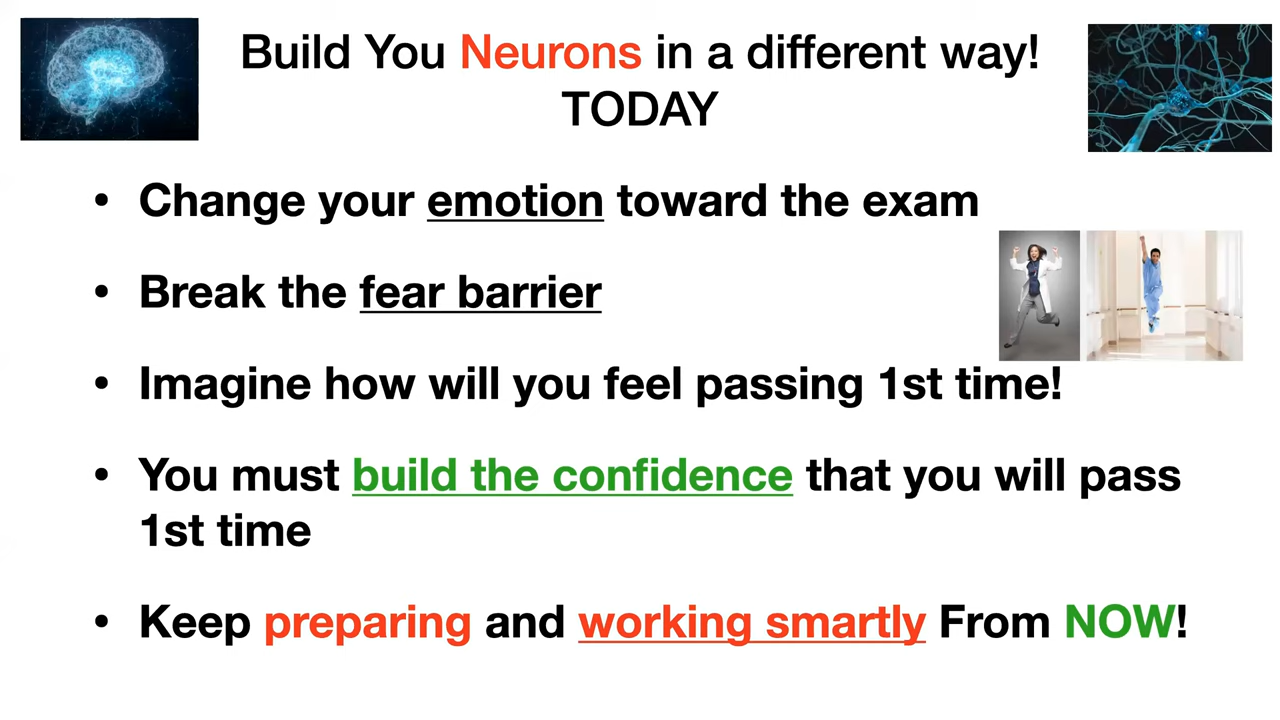 Build You Neurons in a different way!
TODAY
• Change your emotion toward the exam
• Break the fear barrier
• Imagine how will you feel passing 1st time!
• You must build the confidence that you will pass
1st time
• Keep preparing and working smartly From NOW!